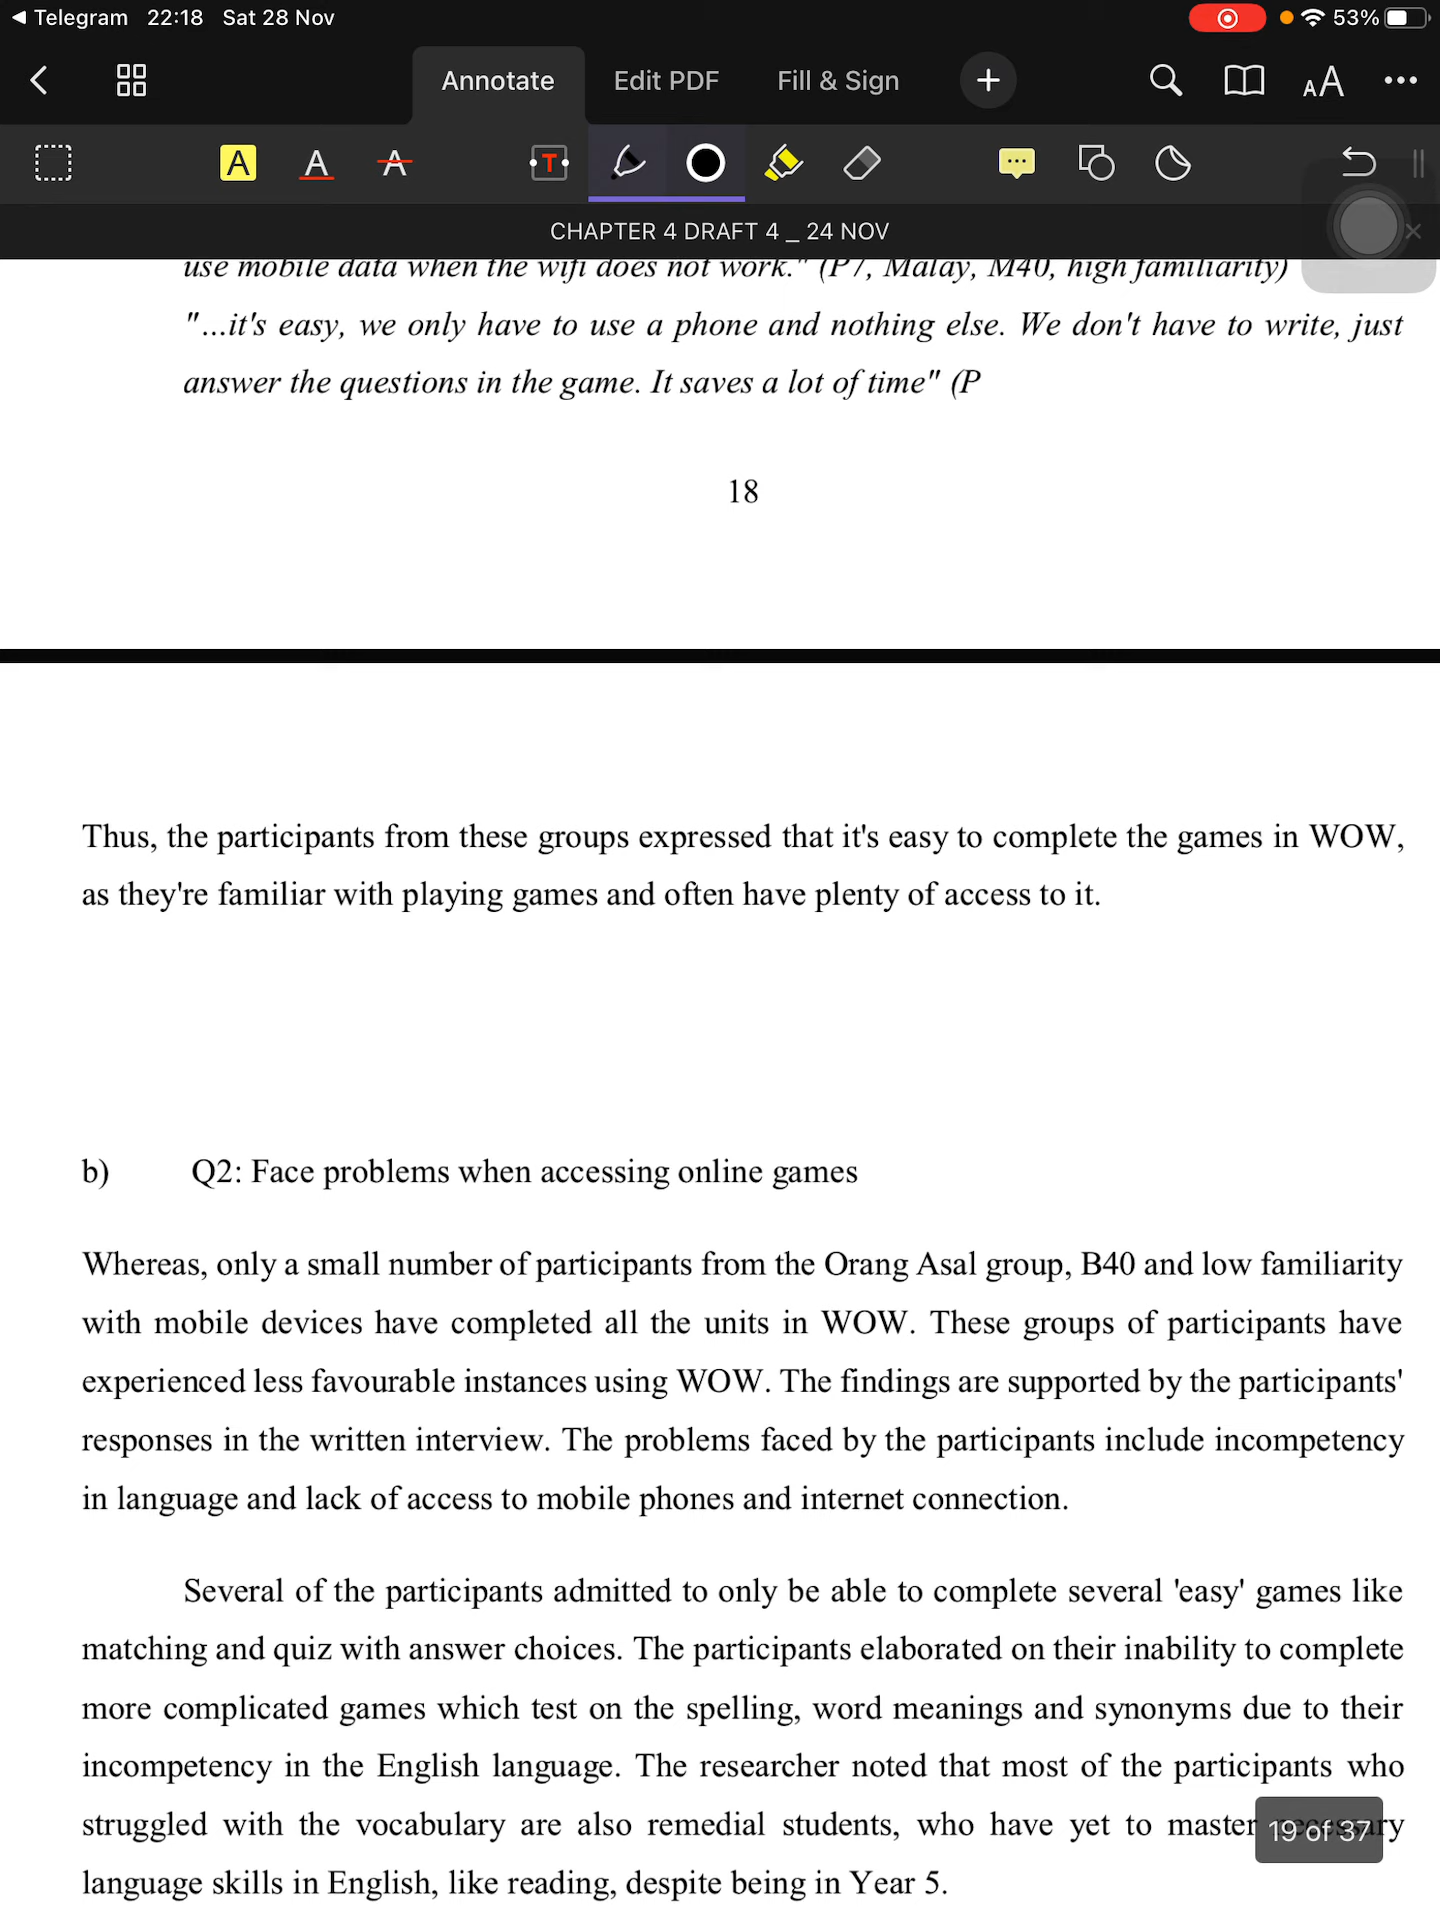 Telegram 22:18 Sat 28 Nov 53%
Annotate Edit PDF Fill & Sign
CHAPTER 4 DRAFT 4 _ 24 NOV
use mobile data when the wifi does not work." (P7, Malay, M40, high familiarity)
"...it's easy, we only have to use a phone and nothing else. We don't have to write, just
answer the questions in the game. It saves a lot of time" (P
18
Thus, the participants from these groups expressed that it's easy to complete the games in WOW,
as they're familiar with playing games and often have plenty of access to it.
b) Q2: Face problems when accessing online games
Whereas, only a small number of participants from the Orang Asal group, B40 and low familiarity
with mobile devices have completed all the units in WOW. These groups of participants have
experienced less favourable instances using WOW. The findings are supported by the participants'
responses in the written interview. The problems faced by the participants include incompetency
in language and lack of access to mobile phones and internet connection.
Several of the participants admitted to only be able to complete several 'easy' games like
matching and quiz with answer choices. The participants elaborated on their inability to complete
more complicated games which test on the spelling, word meanings and synonyms due to their
incompetency in the English language. The researcher noted that most of the participants who
struggled with the vocabulary are also remedial students, who have yet to master necessary
19 of 37
language skills in English, like reading, despite being in Year 5.